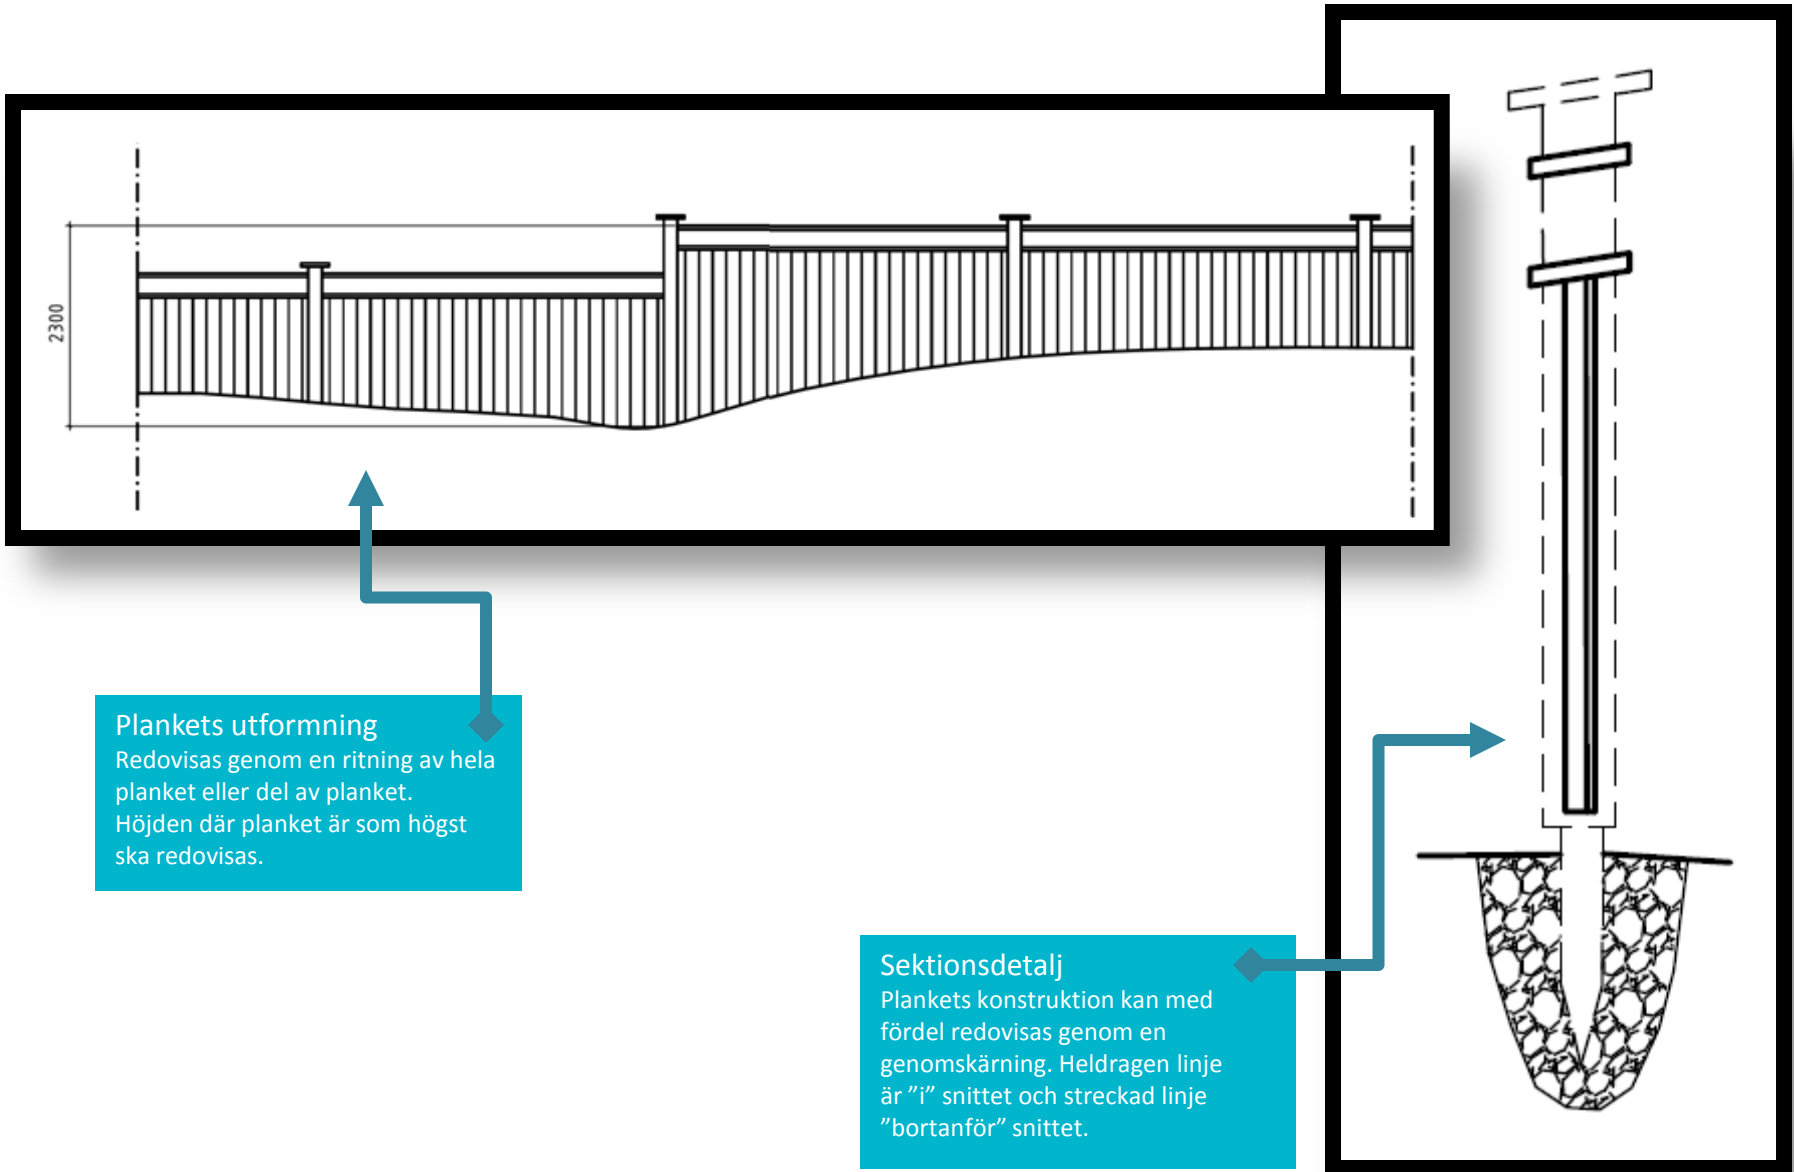 2300
Plankets utformning
Redovisas genom en ritning av hela
planket eller del av planket.
Höjden där planket är som högst
ska redovisas.
Sektionsdetalj
Plankets konstruktion kan med
fördel redovisas genom en
genomskärning. Heldragen linje
är ”i” snittet och streckad linje
”bortanför” snittet.